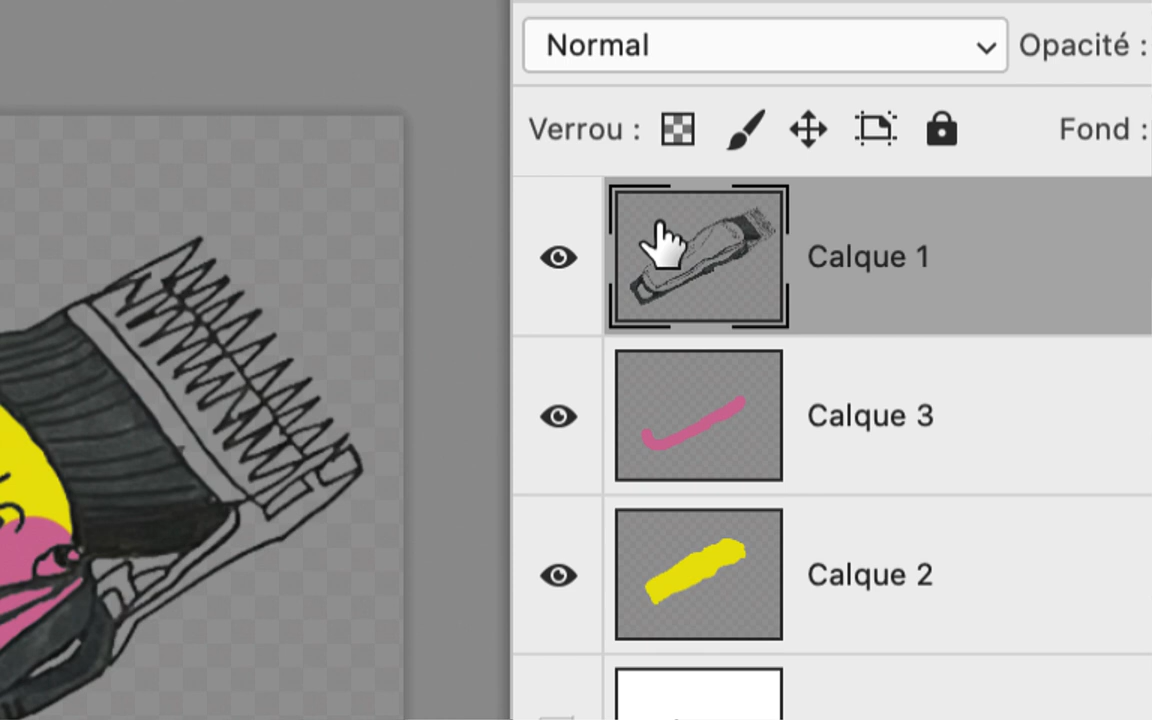 Normal
Opacité :
Verrou :
Fond :
Calque 1
Calque 3
Calque 2